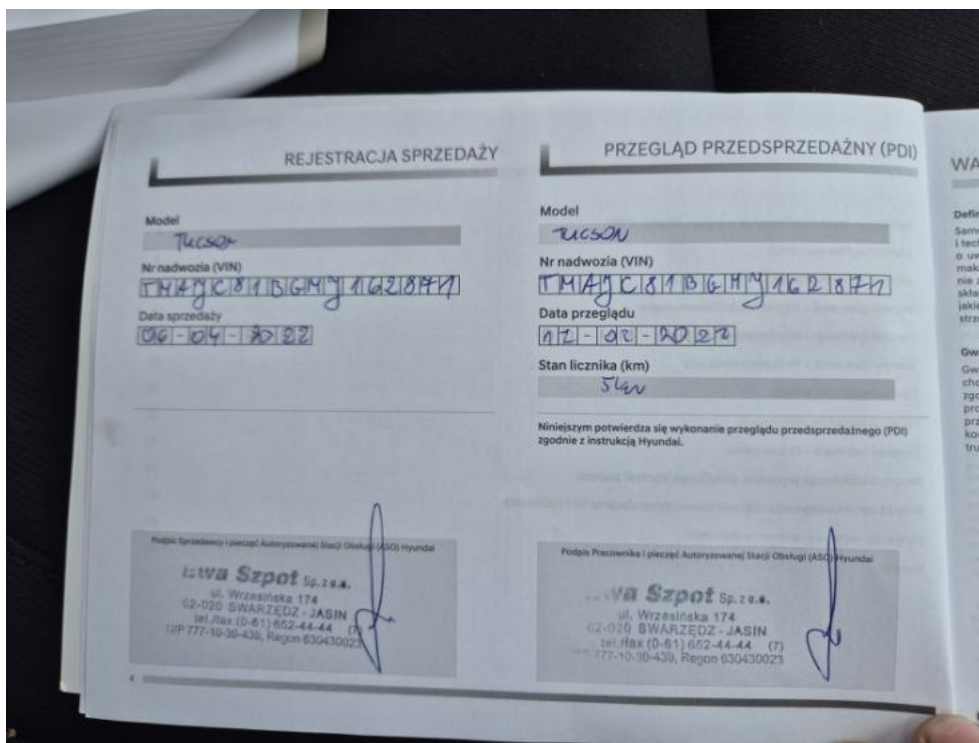 REJESTRACJA SPRZEDAŻY
Model
Tucson
Nr nadwozia (VIN)
TMAJC81BGMJ162871
Data sprzedaży
06-04-2022
Podpis Sprzedawcy i pieczęć Autoryzowanej Stacji Obsługi (ASO) Hyundai
Szpot Sp. z o.o.
ul. Wrzesińska 174
62-020 SWARZĘDZ - JASIN
tel./fax (0-61) 652-44-44 (7)
NIP 777-10-30-439, Regon 630430023
4
PRZEGLĄD PRZEDSPRZEDAŻNY (PDI)
Model
TUCSON
Nr nadwozia (VIN)
TMAJC81BGMJ162871
Data przeglądu
-02-2022
Stan licznika (km)
Niniejszym potwierdza się wykonanie przeglądu przedsprzedażnego (PDI)
zgodnie z instrukcją Hyundai.
Podpis Pracownika i pieczęć Autoryzowanej Stacji Obsługi (ASO) Hyundai
Szpot Sp. z o.o.
ul. Wrzesińska 174
62-020 SWARZĘDZ - JASIN
tel./fax (0-61) 652-44-44 (7)
777-10-30-439, Regon 630430023
WA